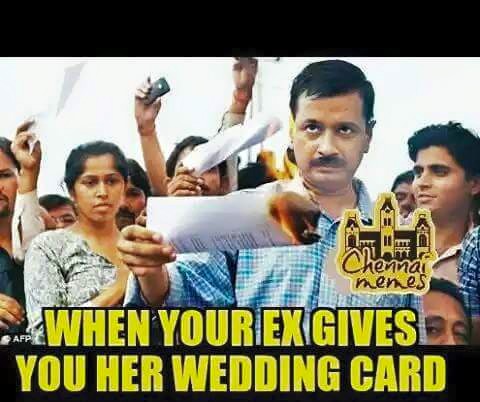 Chennai
memes
© AFP
WHEN YOUR EX GIVES
YOU HER WEDDING CARD